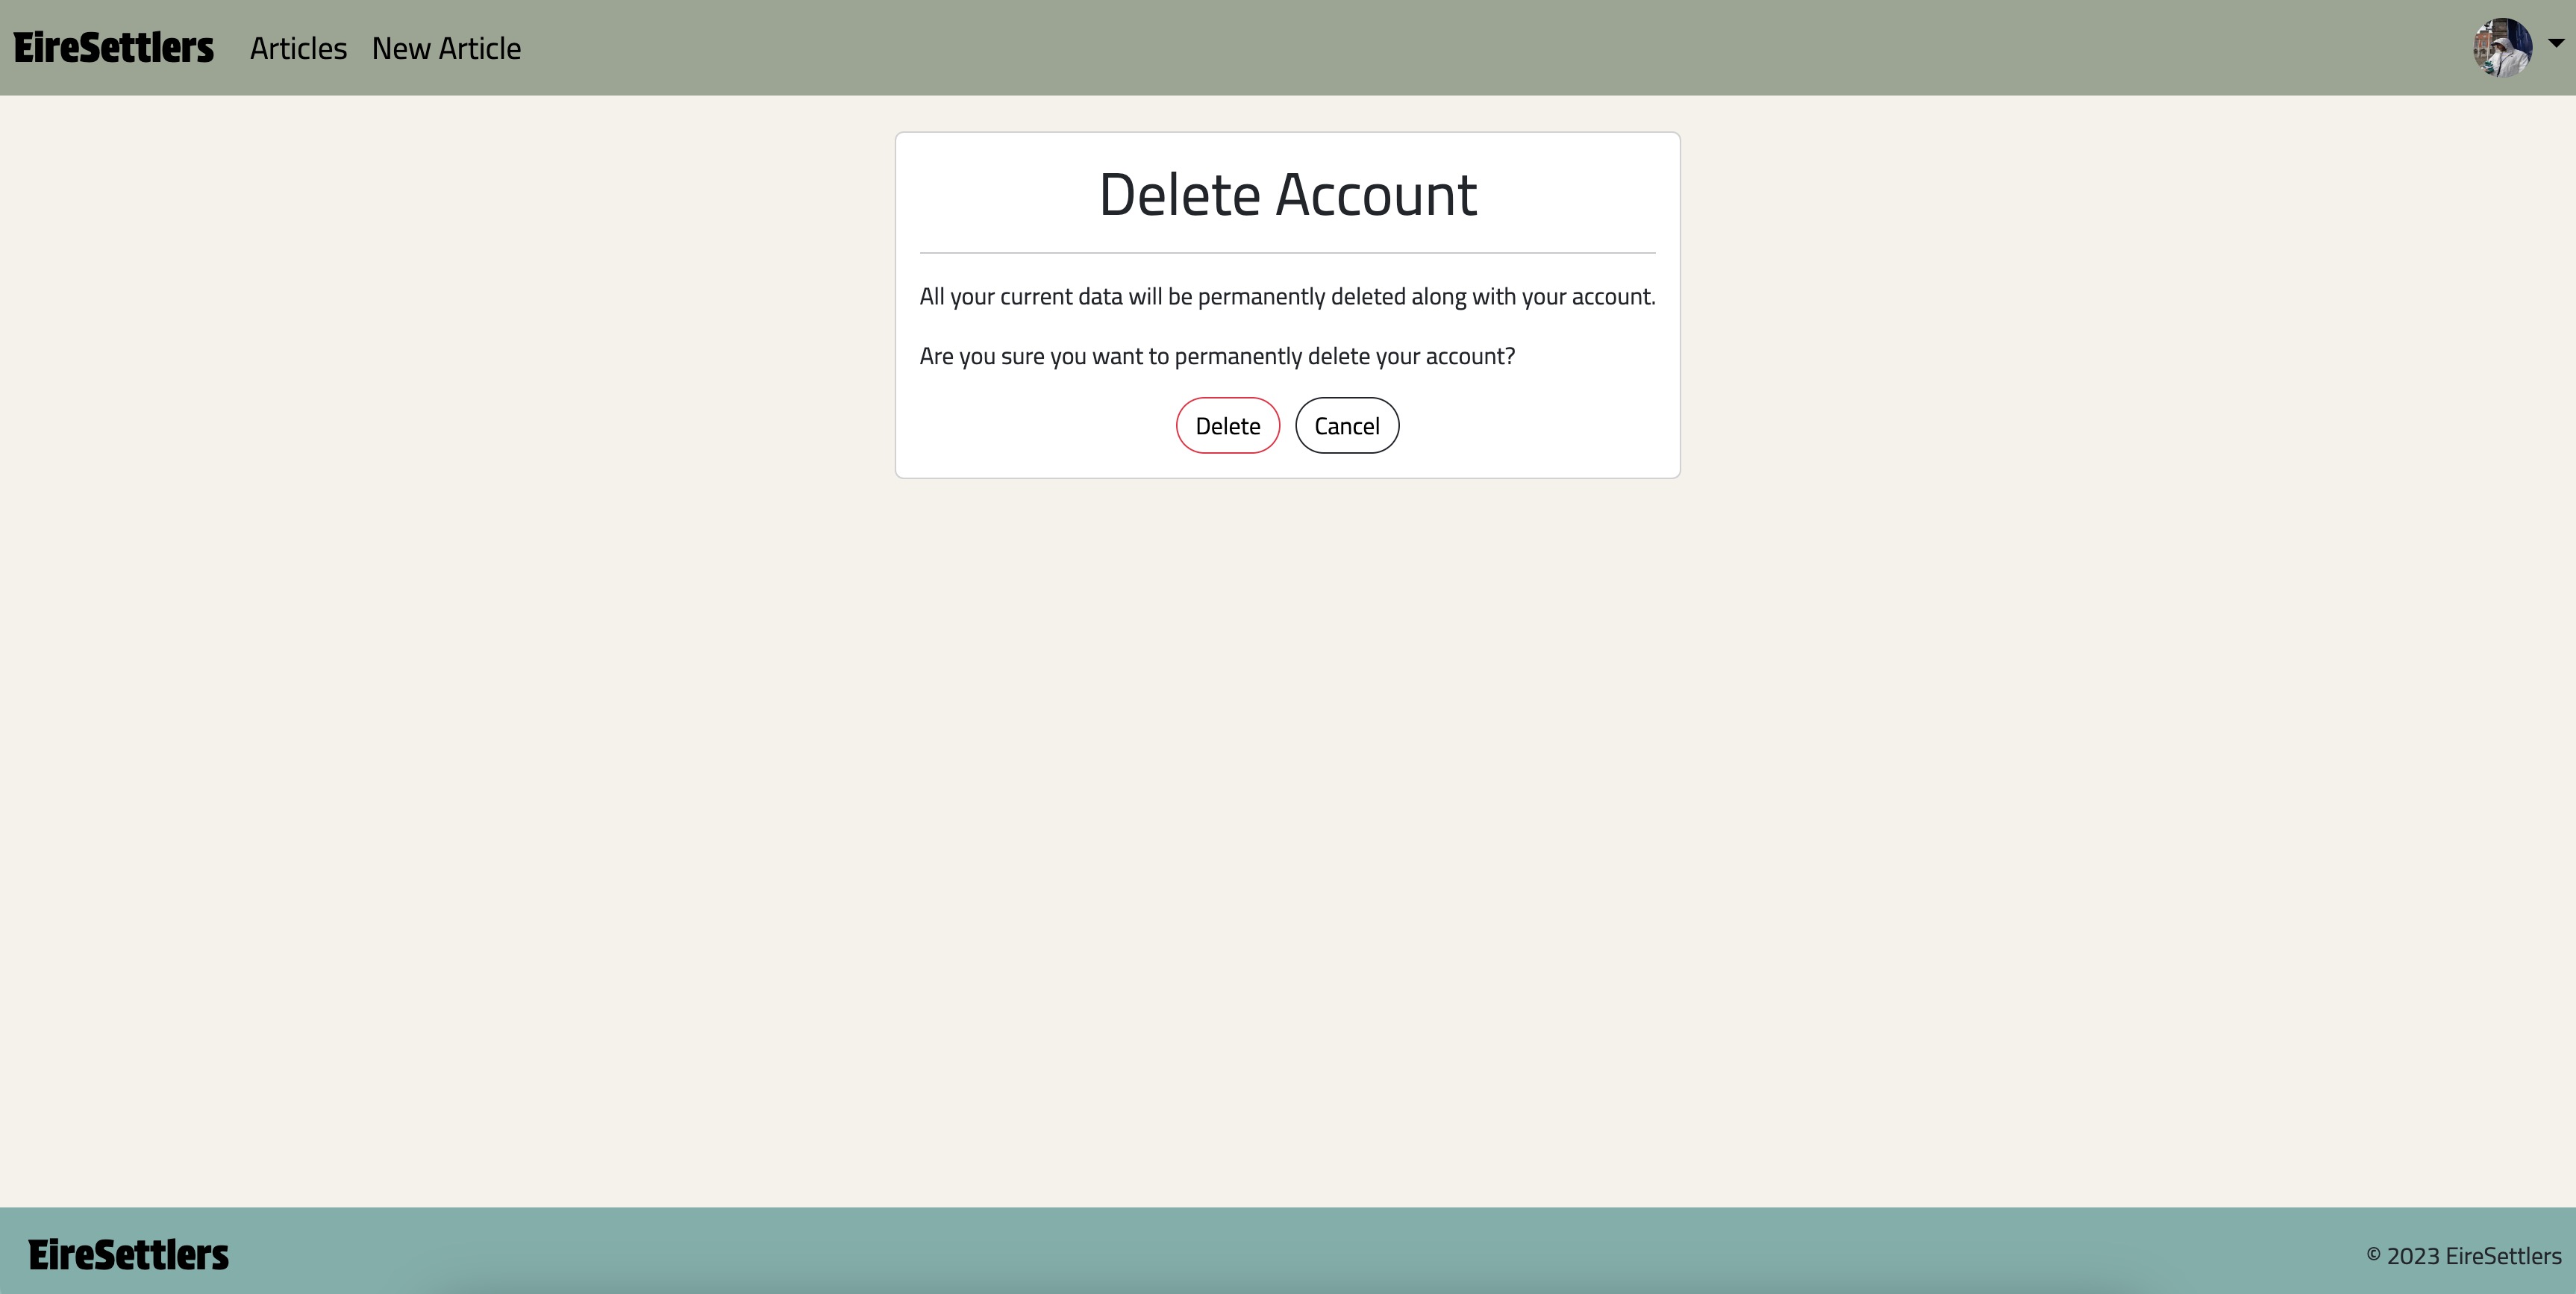 EireSettlers Articles New Article
Delete Account
All your current data will be permanently deleted along with your account.
Are you sure you want to permanently delete your account?
Delete Cancel
EireSettlers © 2023 EireSettlers